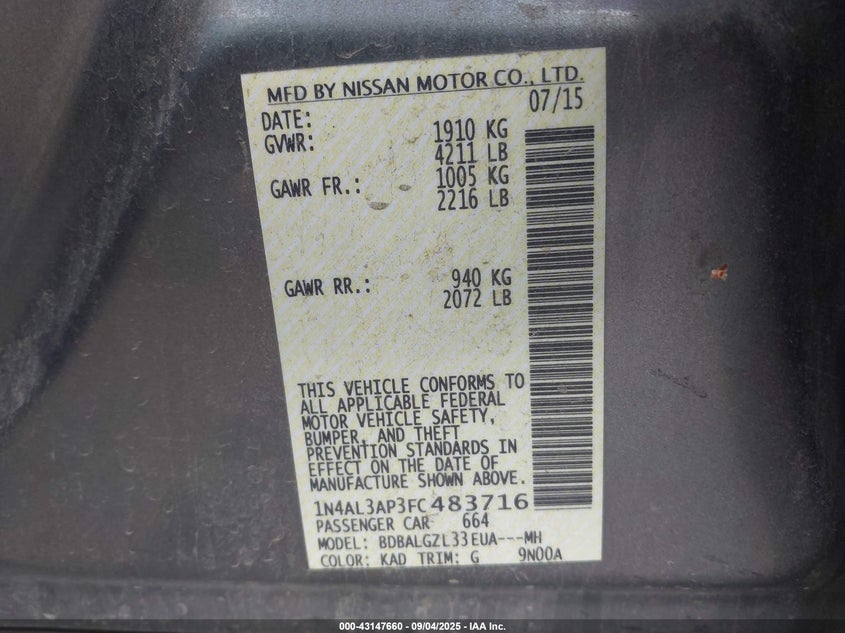 MFD BY NISSAN MOTOR CO., LTD.
DATE: 07/15
GVWR: 1910 KG
4211 LB
GAWR FR.: 1005 KG
2216 LB
GAWR RR.: 940 KG
2072 LB
THIS VEHICLE CONFORMS TO
ALL APPLICABLE FEDERAL
MOTOR VEHICLE SAFETY,
BUMPER, AND THEFT
PREVENTION STANDARDS IN
EFFECT ON THE DATE OF
MANUFACTURE SHOWN ABOVE.
1N4AL3AP3FC483716
PASSENGER CAR 664
MODEL: BDBALGZL33EUA---MH
COLOR: KAD TRIM: G 9N00A
000-43147660 - 09/04/2025 - IAA Inc.